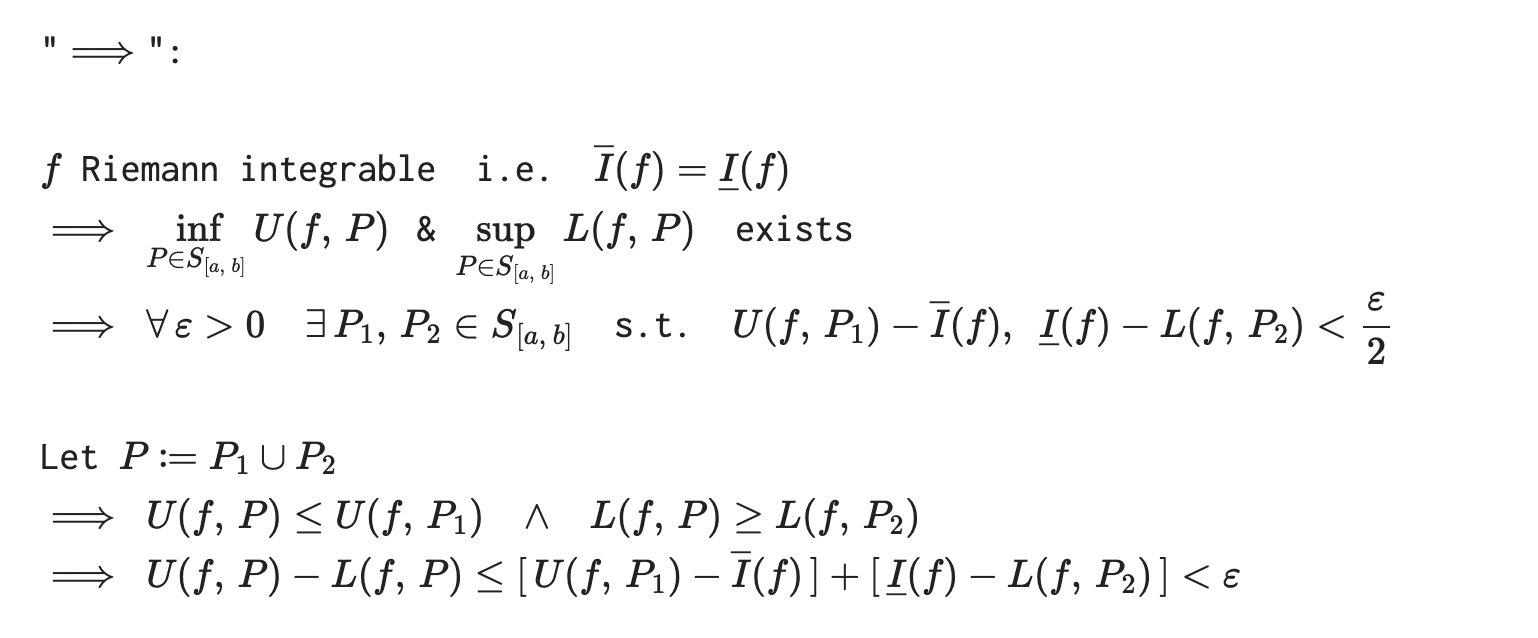 "⟹":
f Riemann integrable i.e. I̅(f) = I̲(f)
⟹ inf_{P∈S_{[a, b]}} U(f, P) & sup_{P∈S_{[a, b]}} L(f, P) exists
⟹ ∀ε > 0 ∃P₁, P₂ ∈ S_{[a, b]} s.t. U(f, P₁) − I̅(f), I̲(f) − L(f, P₂) < ε/2
Let P := P₁ ∪ P₂
⟹ U(f, P) ≤ U(f, P₁) ∧ L(f, P) ≥ L(f, P₂)
⟹ U(f, P) − L(f, P) ≤ [U(f, P₁) − I̅(f)] + [I̲(f) − L(f, P₂)] < ε